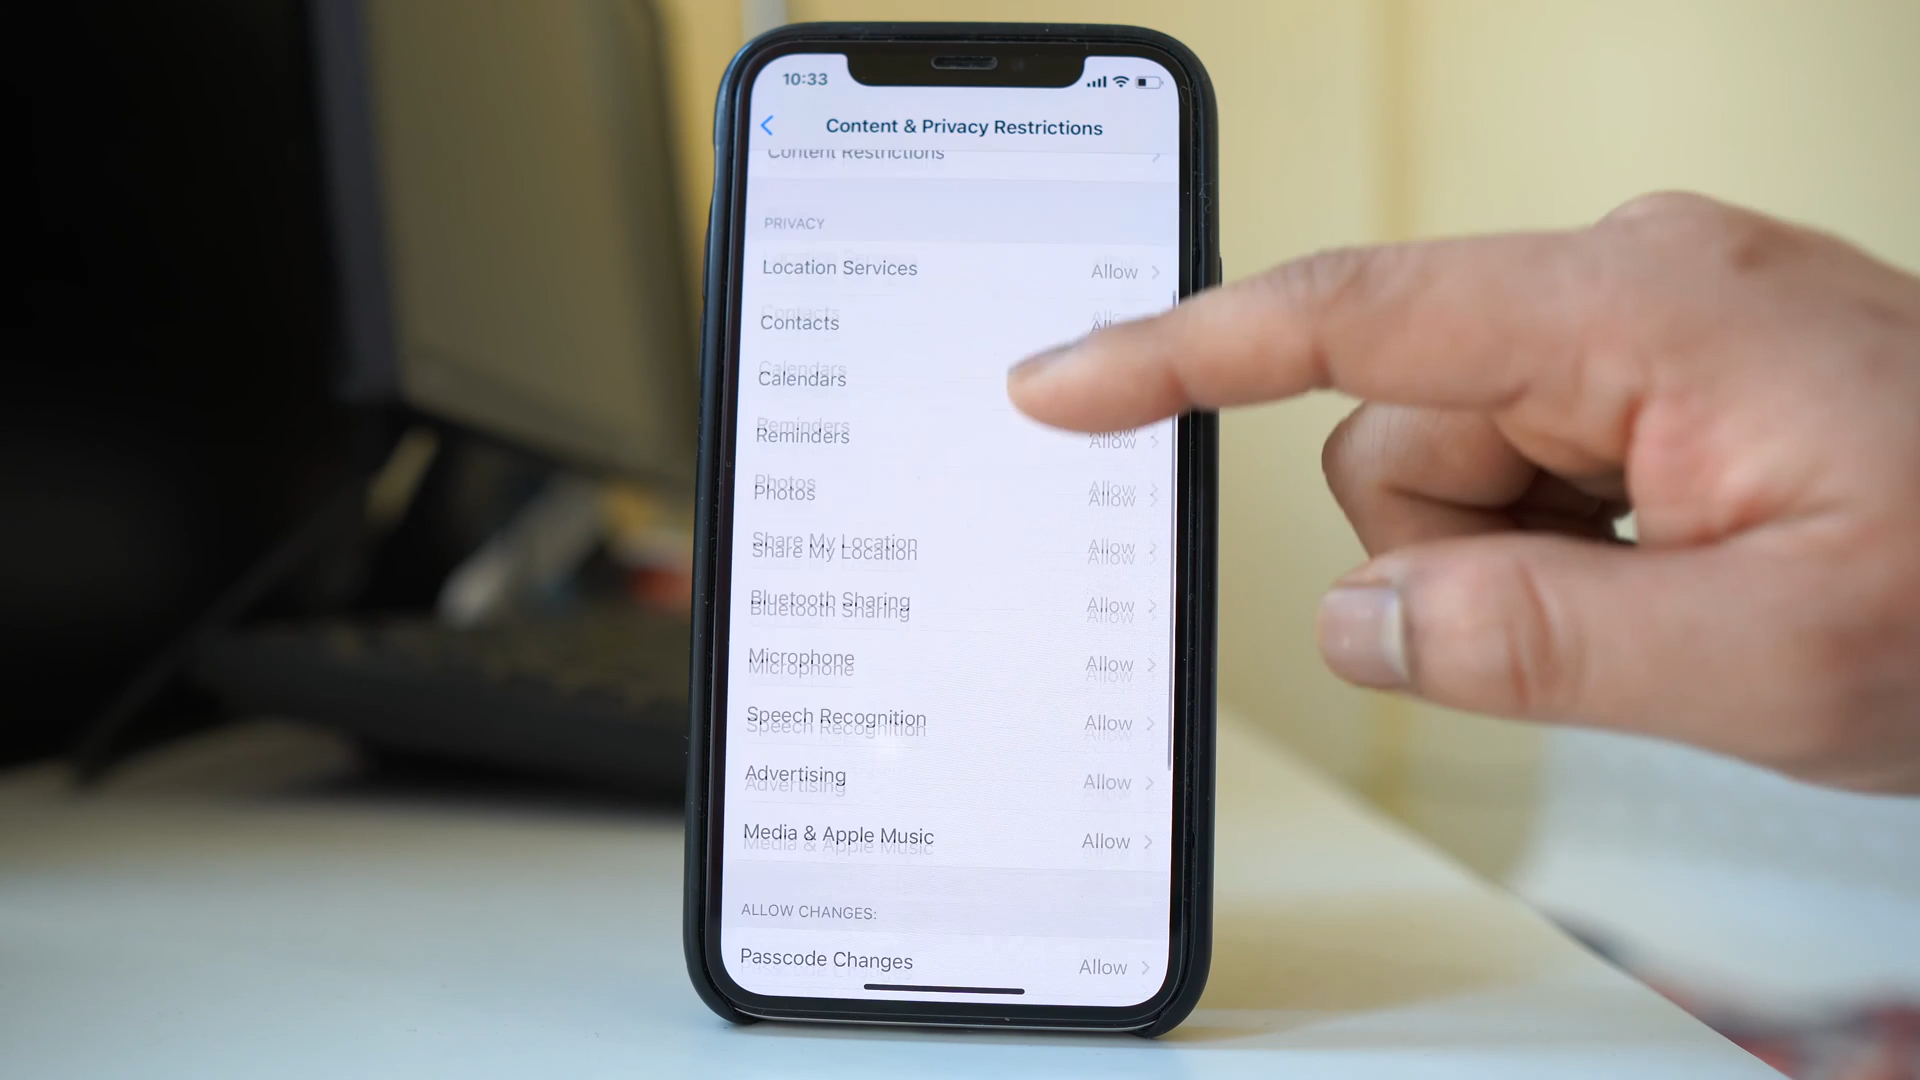 10:33
Content & Privacy Restrictions
Content Restrictions
PRIVACY
Location Services Allow
Contacts
Calendars
Reminders Allow
Photos Allow
Share My Location Allow
Bluetooth Sharing Allow
Microphone Allow
Speech Recognition Allow
Advertising Allow
Media & Apple Music Allow
ALLOW CHANGES:
Passcode Changes Allow